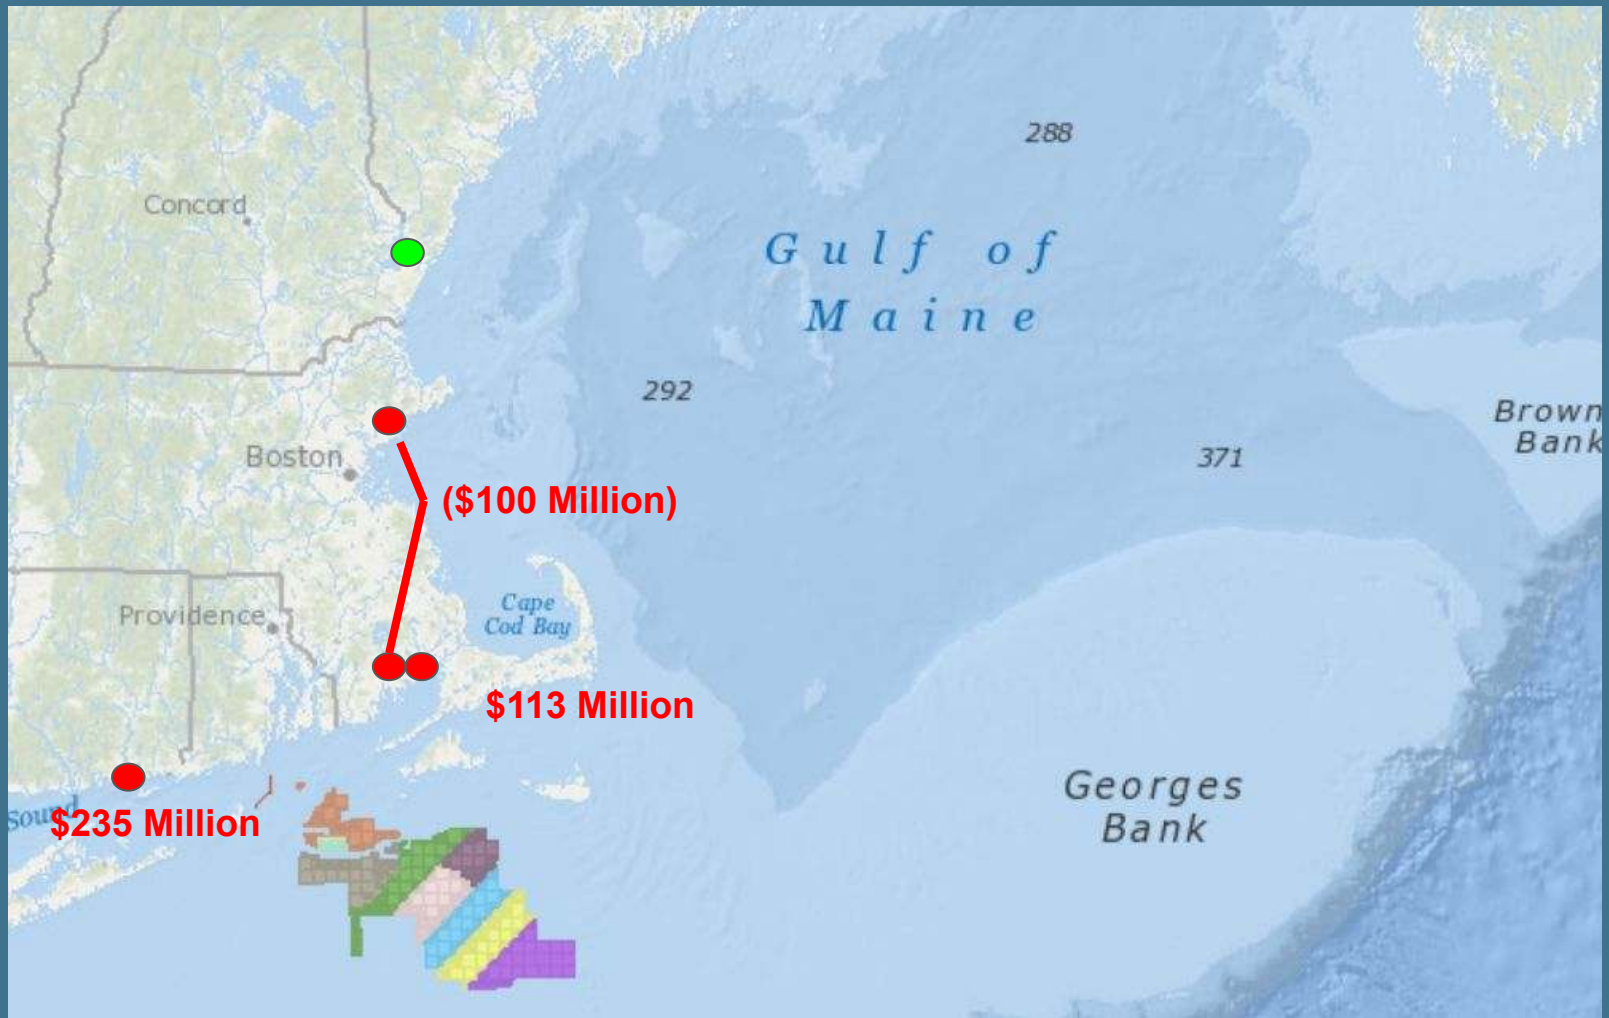 288
Concord
Gulf of
Maine
292
Brown
Bank
Boston
371
($100 Million)
Cape
Cod Bay
Providence
$113 Million
Georges
Bank
Sound
$235 Million